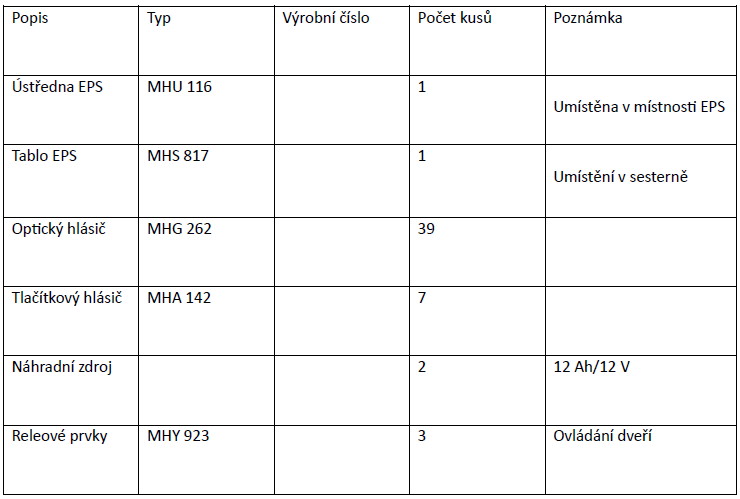 Popis Typ Výrobní číslo Počet kusů Poznámka
Ústředna EPS MHU 116 1
Umístěna v místnosti EPS
Tablo EPS MHS 817 1
Umístění v sesterně
Optický hlásič MHG 262 39
Tlačítkový hlásič MHA 142 7
Náhradní zdroj 2 12 Ah/12 V
Releové prvky MHY 923 3 Ovládání dveří